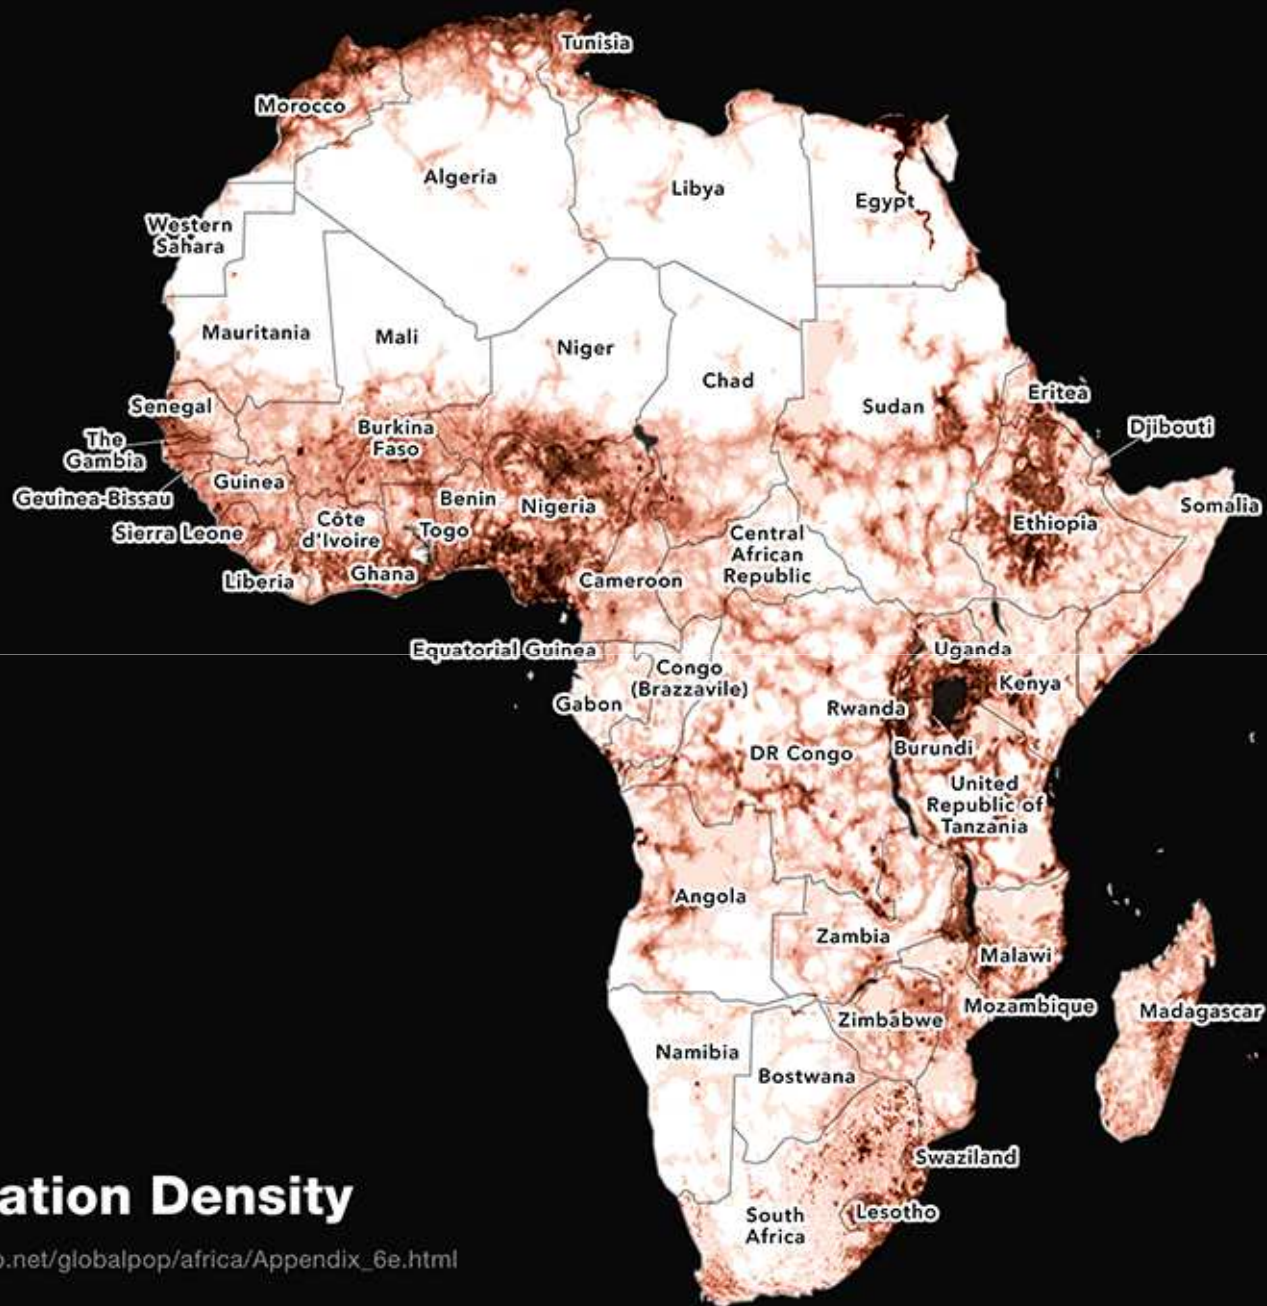 Tunisia
Morocco
Algeria
Libya
Egypt
Western
Sahara
Mauritania
Mali
Niger
Chad
Sudan
Eritea
Djibouti
Senegal
The
Gambia
Burkina
Faso
Guinea
Geuinea-Bissau
Benin
Nigeria
Somalia
Sierra Leone
Côte
d'Ivoire
Togo
Ethiopia
Central
African
Republic
Liberia
Ghana
Cameroon
Equatorial Guinea
Uganda
Congo
(Brazzavile)
Kenya
Gabon
Rwanda
DR Congo
Burundi
United
Republic of
Tanzania
Angola
Zambia
Malawi
Mozambique
Madagascar
Zimbabwe
Namibia
Bostwana
Swaziland
ation Density
South
Africa
Lesotho
o.net/globalpop/africa/Appendix_6e.html